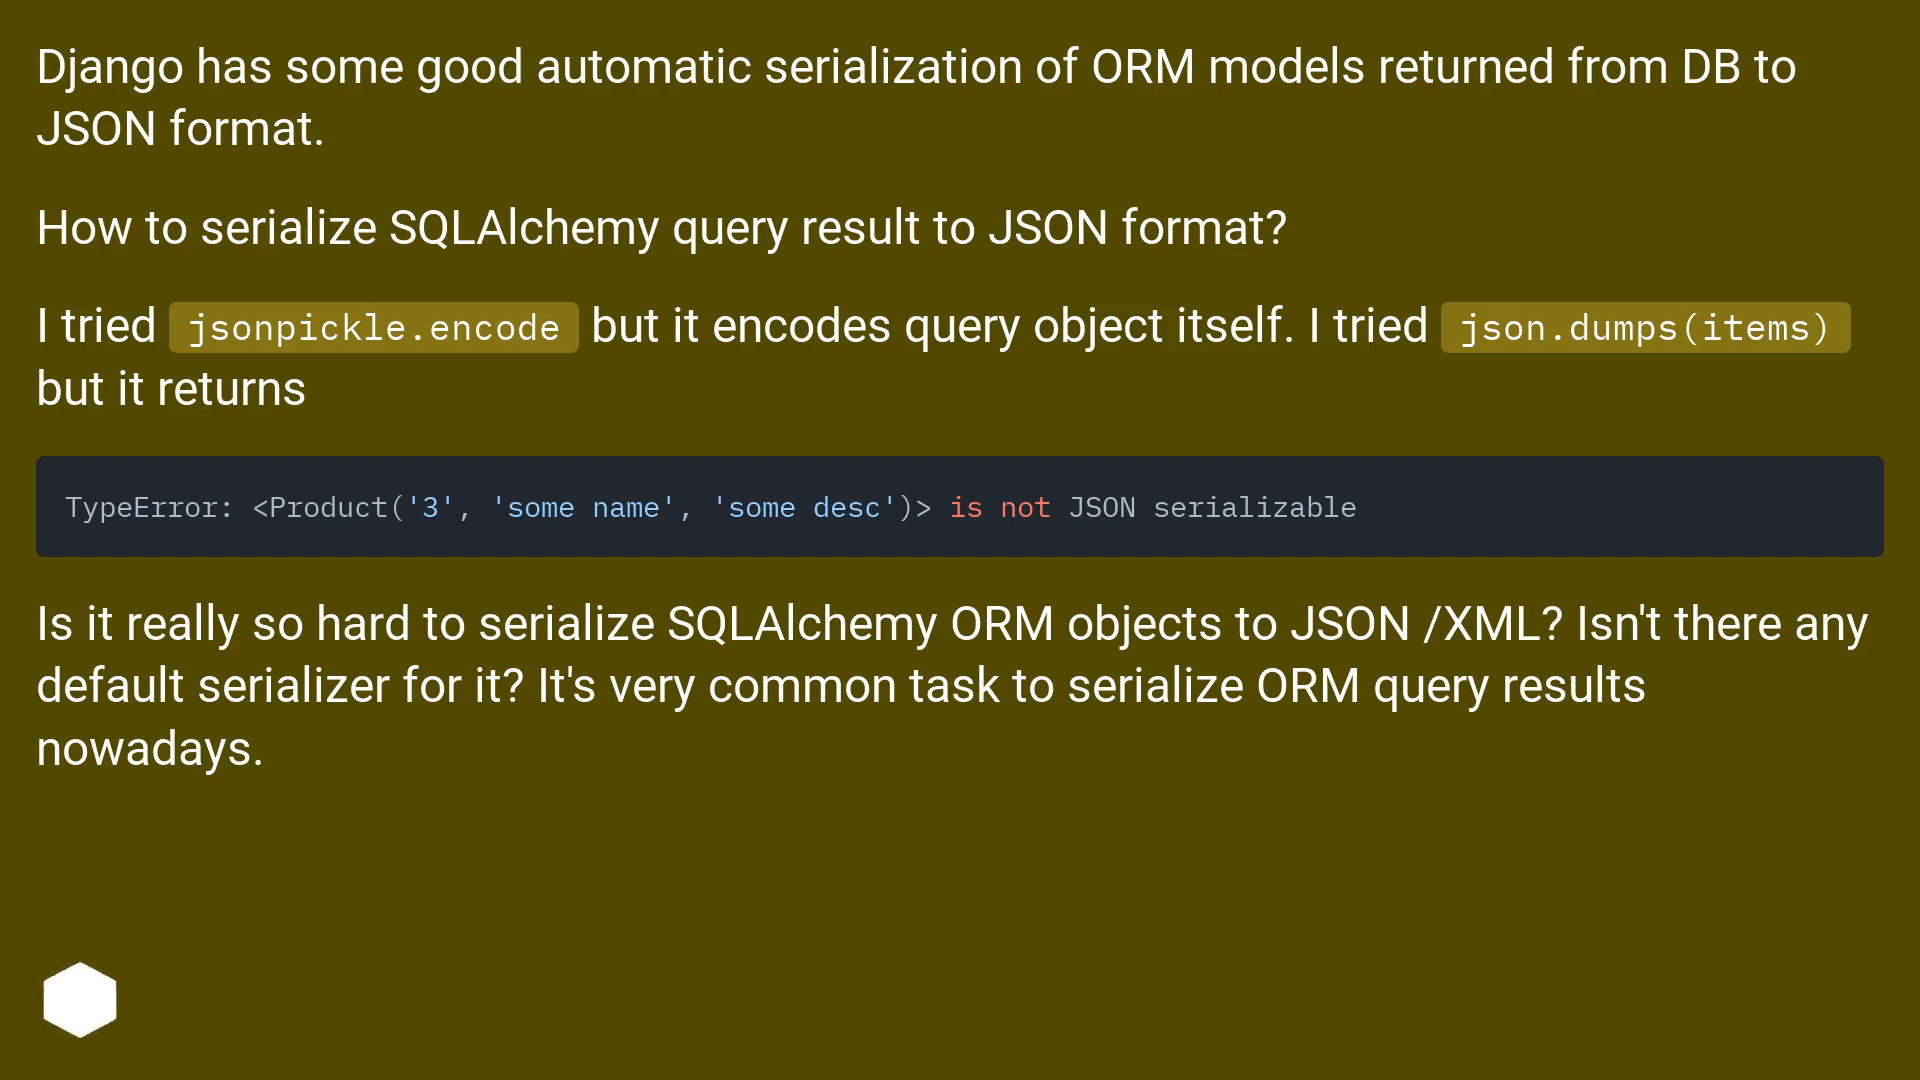 Django has some good automatic serialization of ORM models returned from DB to
JSON format.
How to serialize SQLAlchemy query result to JSON format?
I tried jsonpickle.encode but it encodes query object itself. I tried json.dumps(items)
but it returns
TypeError: <Product('3', 'some name', 'some desc')> is not JSON serializable
Is it really so hard to serialize SQLAlchemy ORM objects to JSON /XML? Isn't there any
default serializer for it? It's very common task to serialize ORM query results
nowadays.